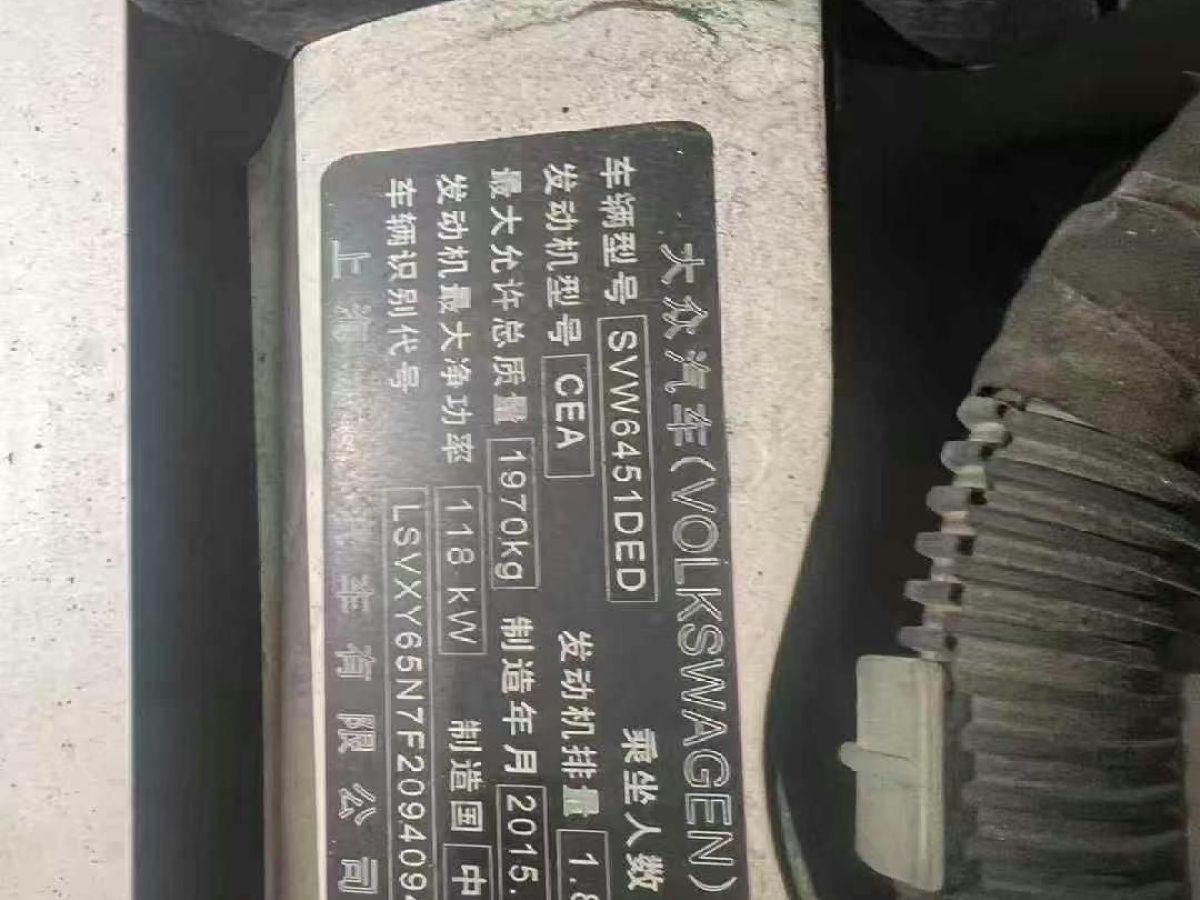 大众汽车(VOLKSWAGEN)
车辆型号 SVW6451DED 乘坐人数
发动机型号 CEA 发动机排量 1.8
最大允许总质量 1970kg 制造年月 2015.
发动机最大净功率 118 kW 制造国 中
车辆识别代号 LSVXY65N7F209409
上海 车有限公司